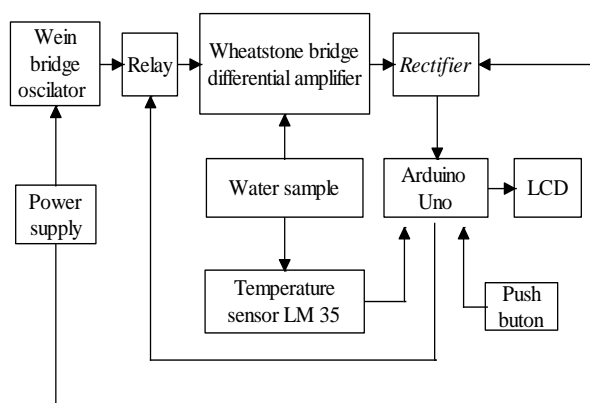 Wein
bridge
oscilator
Relay
Wheatstone bridge
differential amplifier
Rectifier
Water sample
Arduino
Uno
LCD
Power
supply
Temperature
sensor LM 35
Push
buton